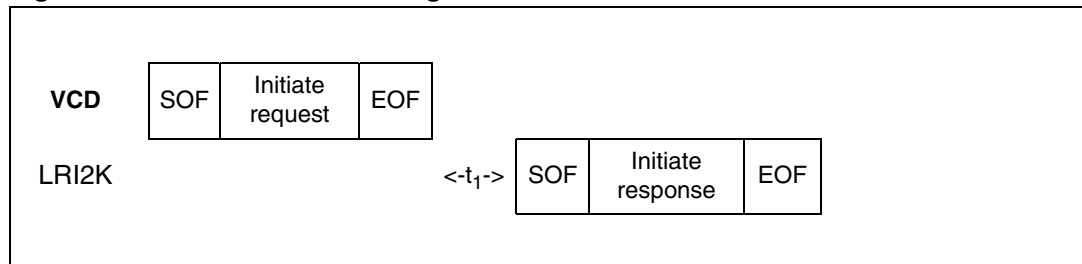 VCD SOF Initiate request EOF
LRI2K <-t1-> SOF Initiate response EOF